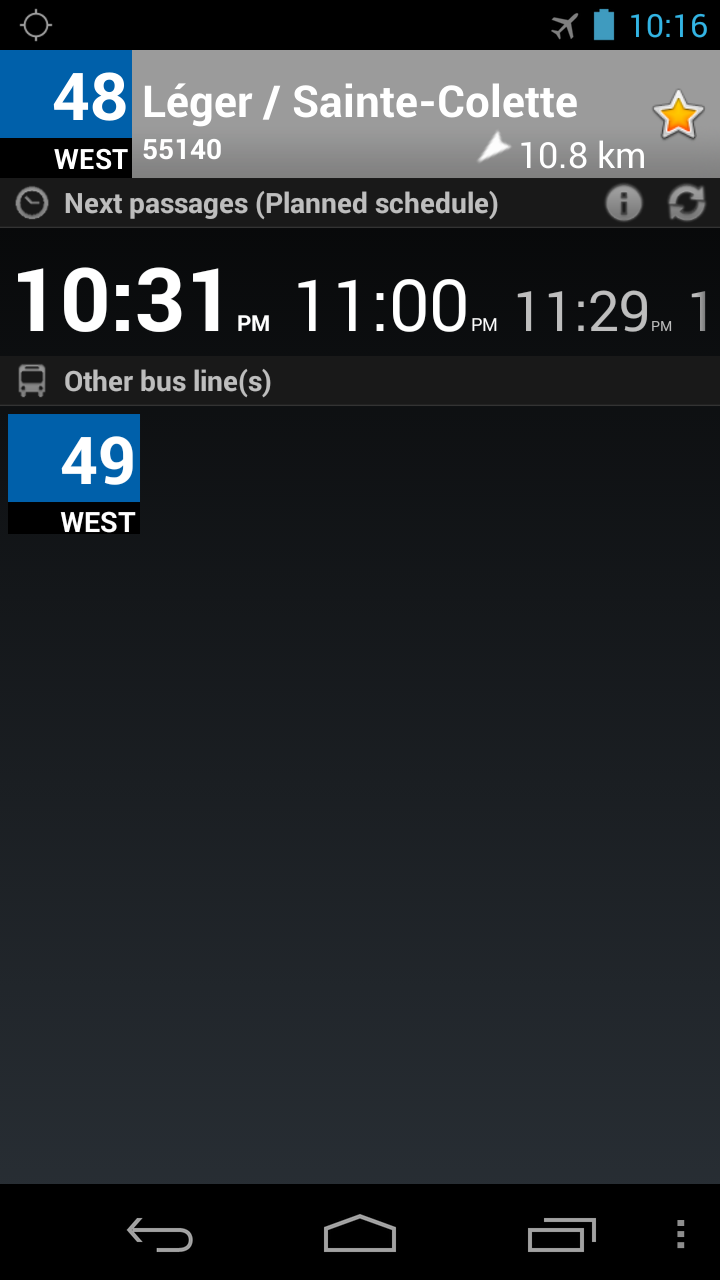 10:16
48 Léger / Sainte-Colette
WEST 55140 10.8 km
Next passages (Planned schedule)
10:31 PM 11:00 PM 11:29 PM 1
Other bus line(s)
49
WEST